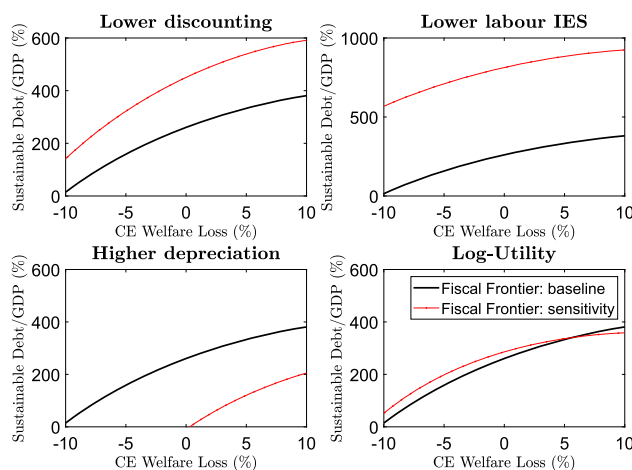 Lower discounting
Sustainable Debt/GDP (%)
600
400
200
0
-10 -5 0 5 10
CE Welfare Loss (%)
Lower labour IES
Sustainable Debt/GDP (%)
1000
500
0
-10 -5 0 5 10
CE Welfare Loss (%)
Higher depreciation
Sustainable Debt/GDP (%)
600
400
200
0
-10 -5 0 5 10
CE Welfare Loss (%)
Log-Utility
Sustainable Debt/GDP (%)
600
400
200
0
Fiscal Frontier: baseline
Fiscal Frontier: sensitivity
-10 -5 0 5 10
CE Welfare Loss (%)